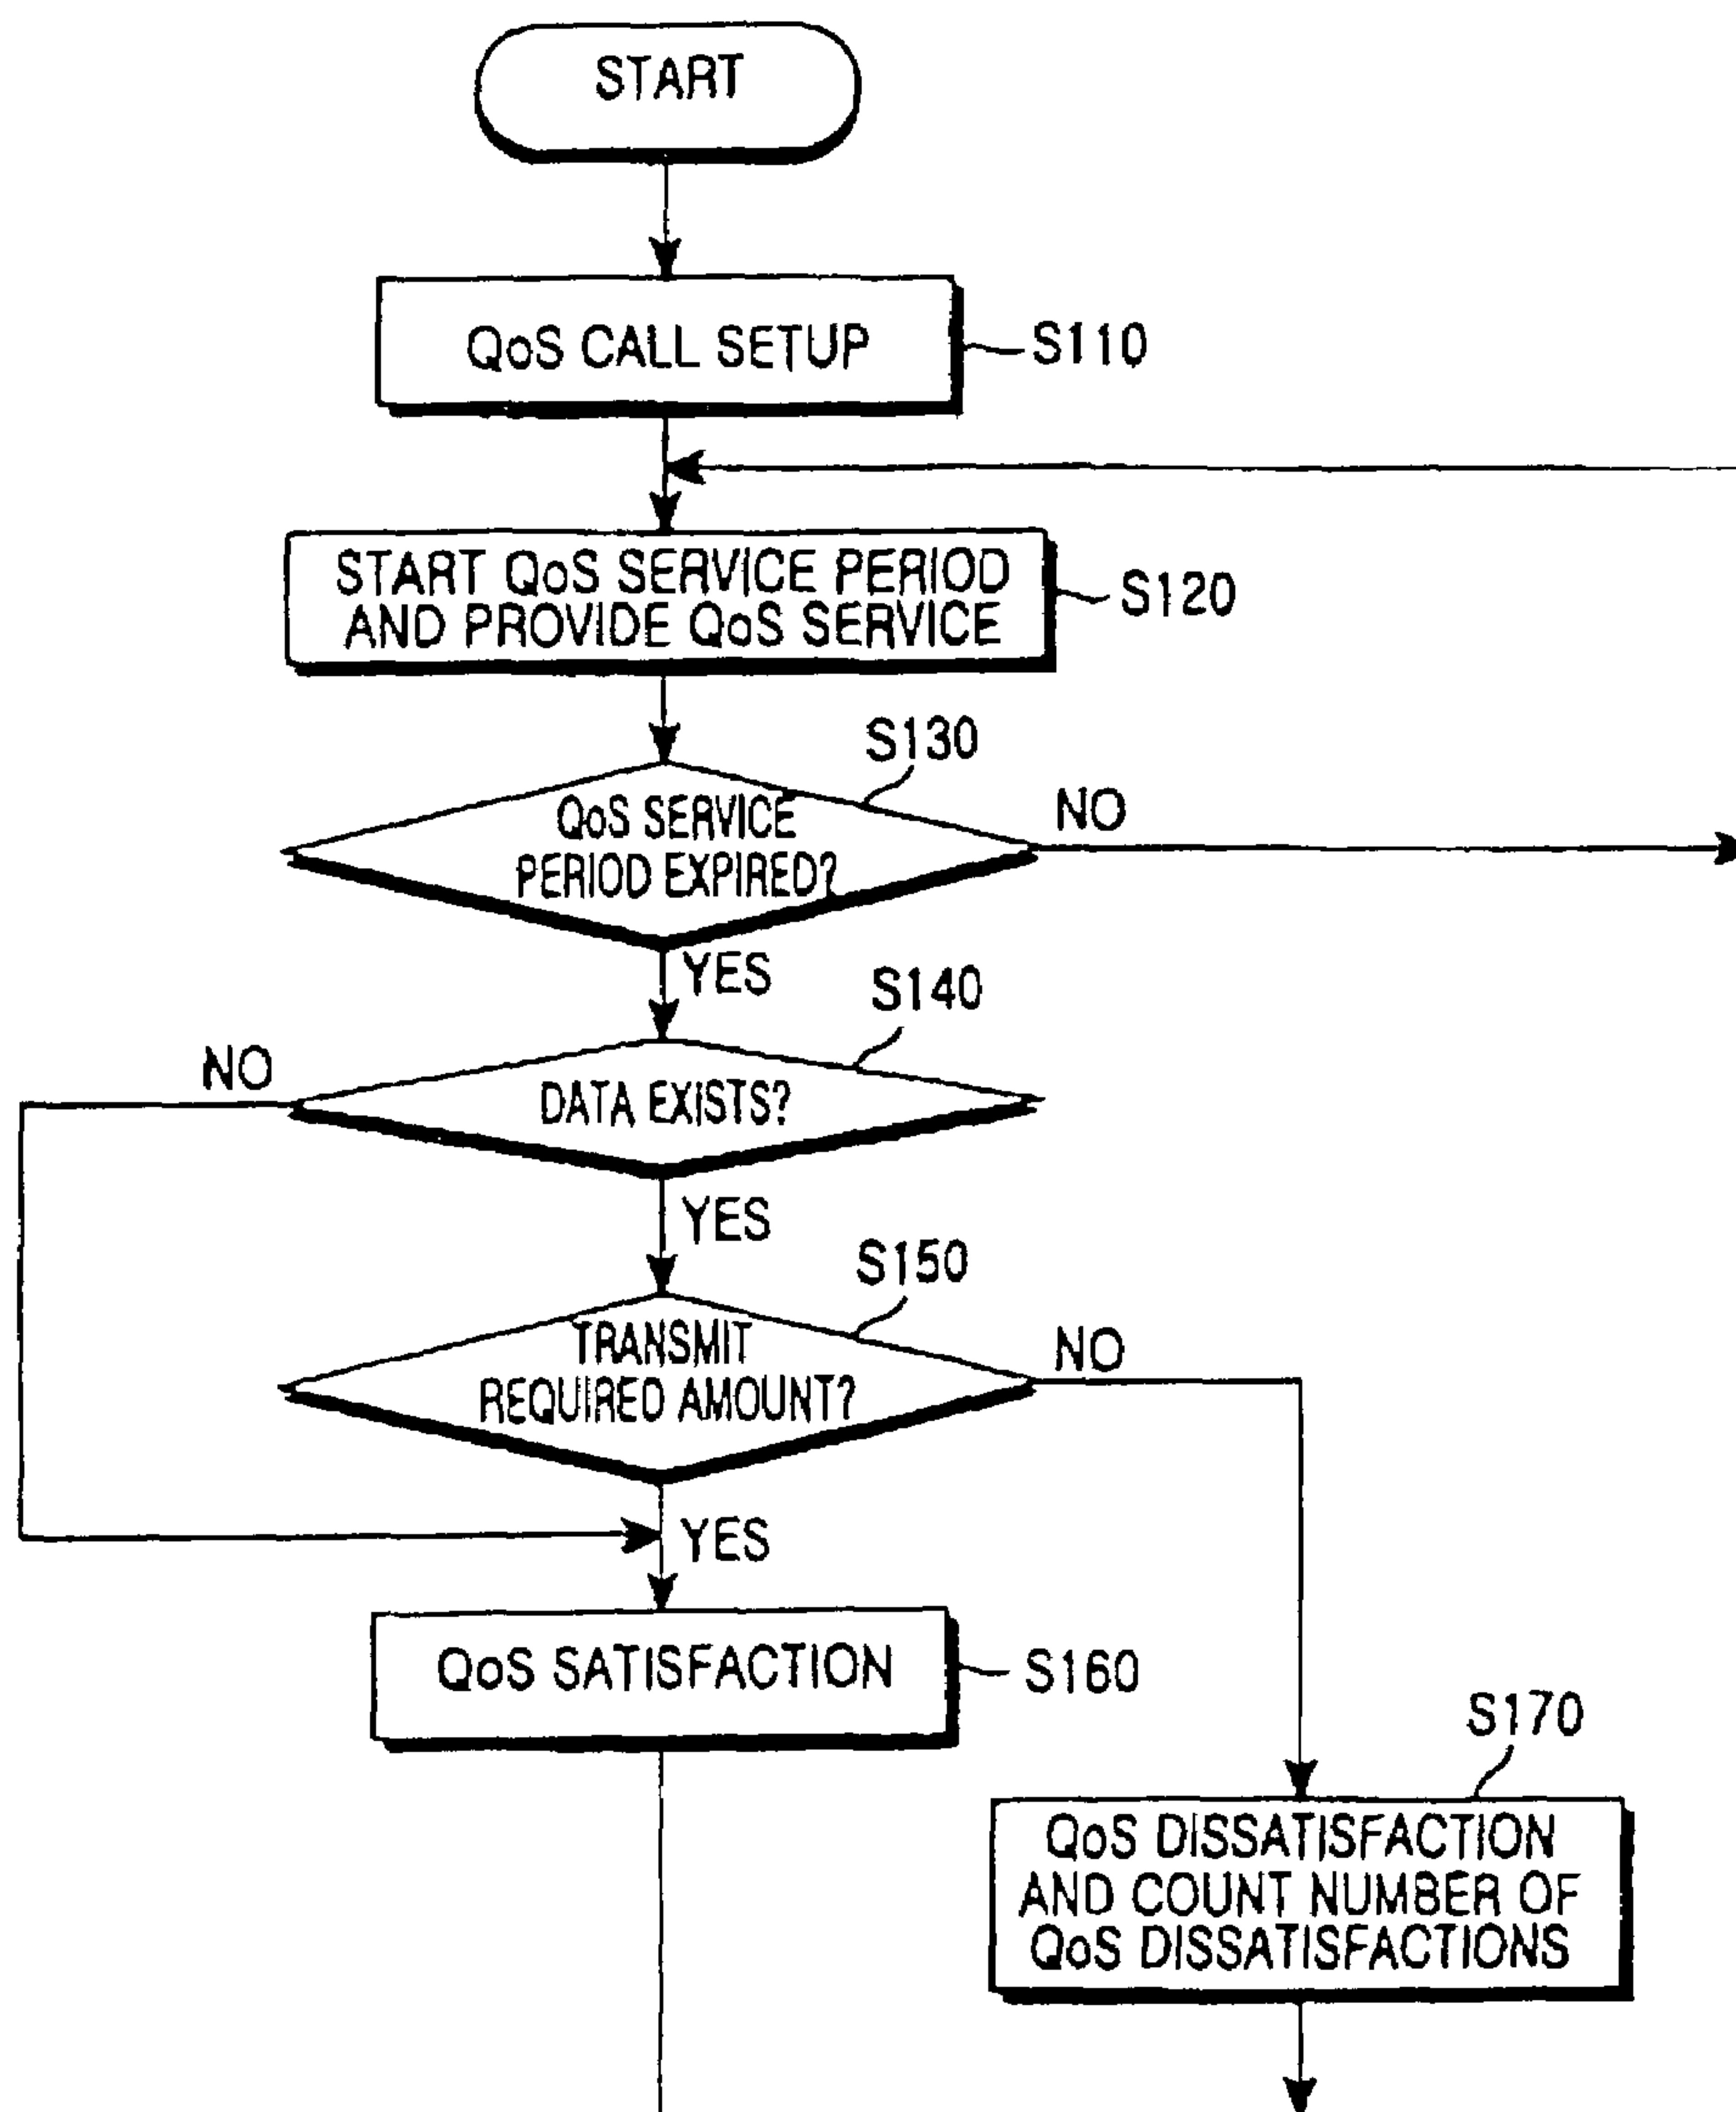 START
QoS CALL SETUP
S110
START QoS SERVICE PERIOD
AND PROVIDE QoS SERVICE
S120
S130
QoS SERVICE
PERIOD EXPIRED?
NO
YES
S140
NO
DATA EXISTS?
YES
S150
TRANSMIT
REQUIRED AMOUNT?
NO
YES
QoS SATISFACTION
S160
S170
QoS DISSATISFACTION
AND COUNT NUMBER OF
QoS DISSATISFACTIONS